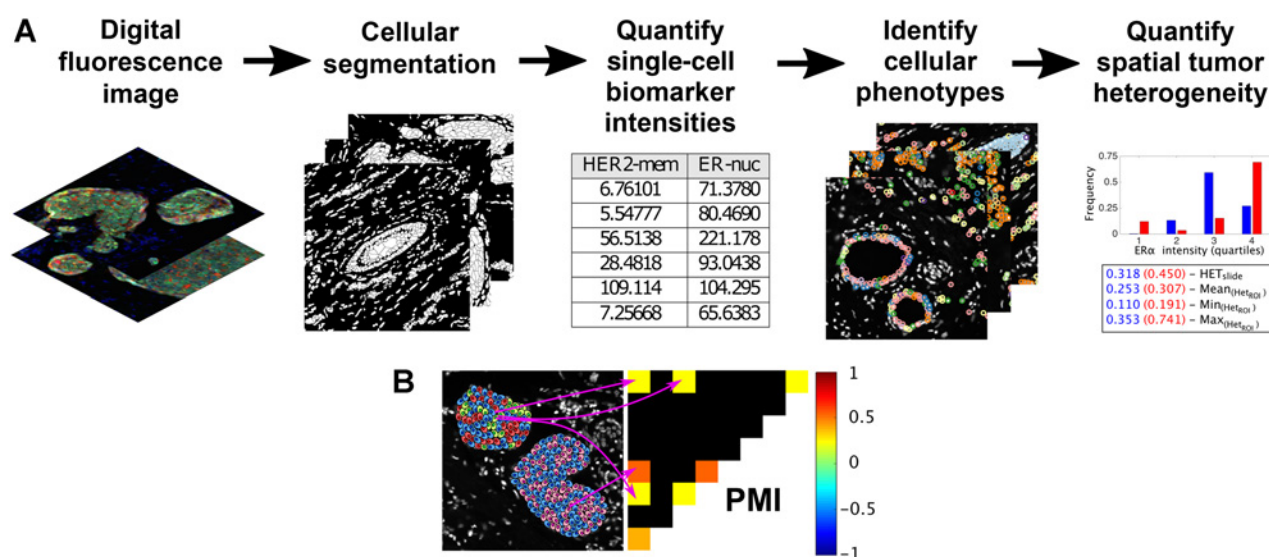 A
Digital
fluorescence
image
Cellular
segmentation
Quantify
single-cell
biomarker
intensities
Identify
cellular
phenotypes
Quantify
spatial tumor
heterogeneity
HER2-mem ER-nuc
6.76101 71.3780
5.54777 80.4690
56.5138 221.178
28.4818 93.0438
109.114 104.295
7.25668 65.6383
Frequency
0.75
0.5
0.25
0
1 2 3 4
ERα intensity (quartiles)
0.318 (0.450) – HETslide
0.253 (0.307) – Mean(HetROI)
0.110 (0.191) – Min(HetROI)
0.353 (0.741) – Max(HetROI)
B
PMI
1
0.5
0
−0.5
−1